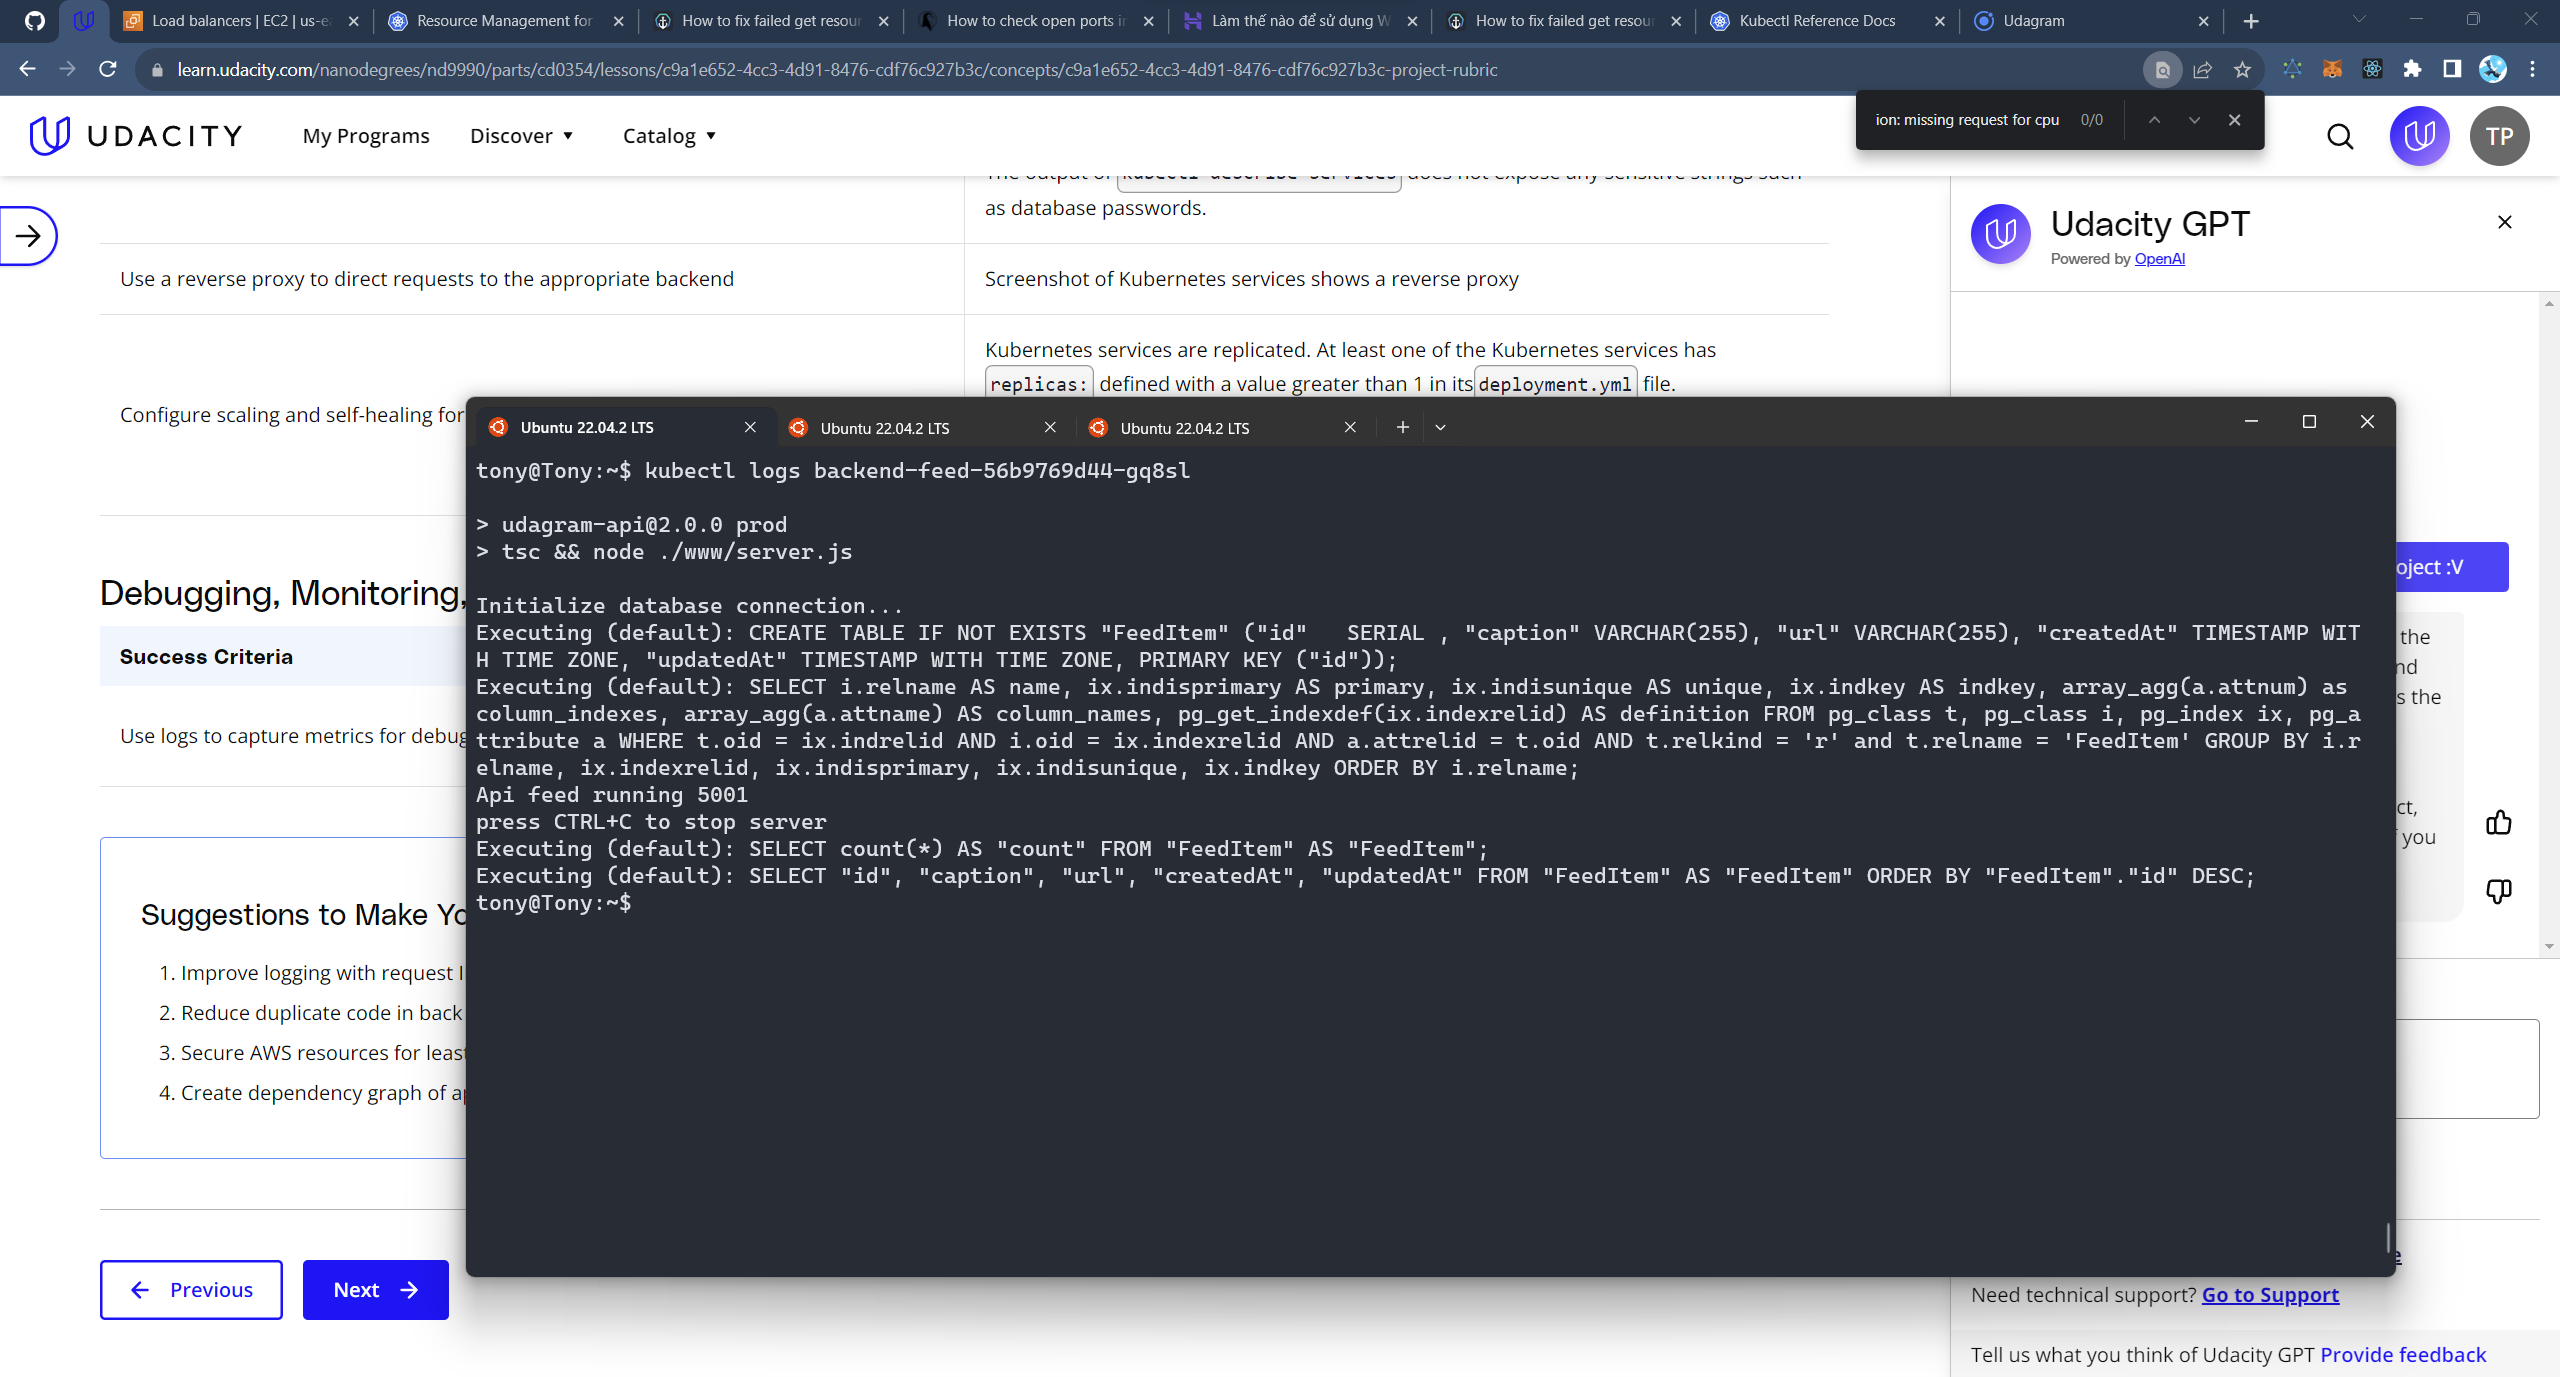 Load balancers | EC2 | us-e
Resource Management for
How to fix failed get resour
How to check open ports i
Làm thế nào để sử dụng W
How to fix failed get resour
Kubectl Reference Docs
Udagram
learn.udacity.com/nanodegrees/nd9990/parts/cd0354/lessons/c9a1e652-4cc3-4d91-8476-cdf76c927b3c/concepts/c9a1e652-4cc3-4d91-8476-cdf76c927b3c-project-rubric
ion: missing request for cpu 0/0
UDACITY
My Programs
Discover
Catalog
TP
The output of kubectl describe services does not expose any sensitive strings such
as database passwords.
Use a reverse proxy to direct requests to the appropriate backend
Screenshot of Kubernetes services shows a reverse proxy
Kubernetes services are replicated. At least one of the Kubernetes services has
replicas: defined with a value greater than 1 in its deployment.yml file.
Configure scaling and self-healing for
Debugging, Monitoring,
Success Criteria
Use logs to capture metrics for debug
Suggestions to Make Yo
1. Improve logging with request I
2. Reduce duplicate code in back
3. Secure AWS resources for least
4. Create dependency graph of a
Previous
Next
Ubuntu 22.04.2 LTS
Ubuntu 22.04.2 LTS
Ubuntu 22.04.2 LTS
tony@Tony:~$ kubectl logs backend-feed-56b9769d44-gq8sl
> udagram-api@2.0.0 prod
> tsc && node ./www/server.js
Initialize database connection...
Executing (default): CREATE TABLE IF NOT EXISTS "FeedItem" ("id"   SERIAL , "caption" VARCHAR(255), "url" VARCHAR(255), "createdAt" TIMESTAMP WIT
H TIME ZONE, "updatedAt" TIMESTAMP WITH TIME ZONE, PRIMARY KEY ("id"));
Executing (default): SELECT i.relname AS name, ix.indisprimary AS primary, ix.indisunique AS unique, ix.indkey AS indkey, array_agg(a.attnum) as
column_indexes, array_agg(a.attname) AS column_names, pg_get_indexdef(ix.indexrelid) AS definition FROM pg_class t, pg_class i, pg_index ix, pg_a
ttribute a WHERE t.oid = ix.indrelid AND i.oid = ix.indexrelid AND a.attrelid = t.oid AND t.relkind = 'r' and t.relname = 'FeedItem' GROUP BY i.r
elname, ix.indexrelid, ix.indisprimary, ix.indisunique, ix.indkey ORDER BY i.relname;
Api feed running 5001
press CTRL+C to stop server
Executing (default): SELECT count(*) AS "count" FROM "FeedItem" AS "FeedItem";
Executing (default): SELECT "id", "caption", "url", "createdAt", "updatedAt" FROM "FeedItem" AS "FeedItem" ORDER BY "FeedItem"."id" DESC;
tony@Tony:~$
Udacity GPT
Powered by OpenAI
oject :V
the
nd
s the
ct,
you
Need technical support? Go to Support
Tell us what you think of Udacity GPT Provide feedback